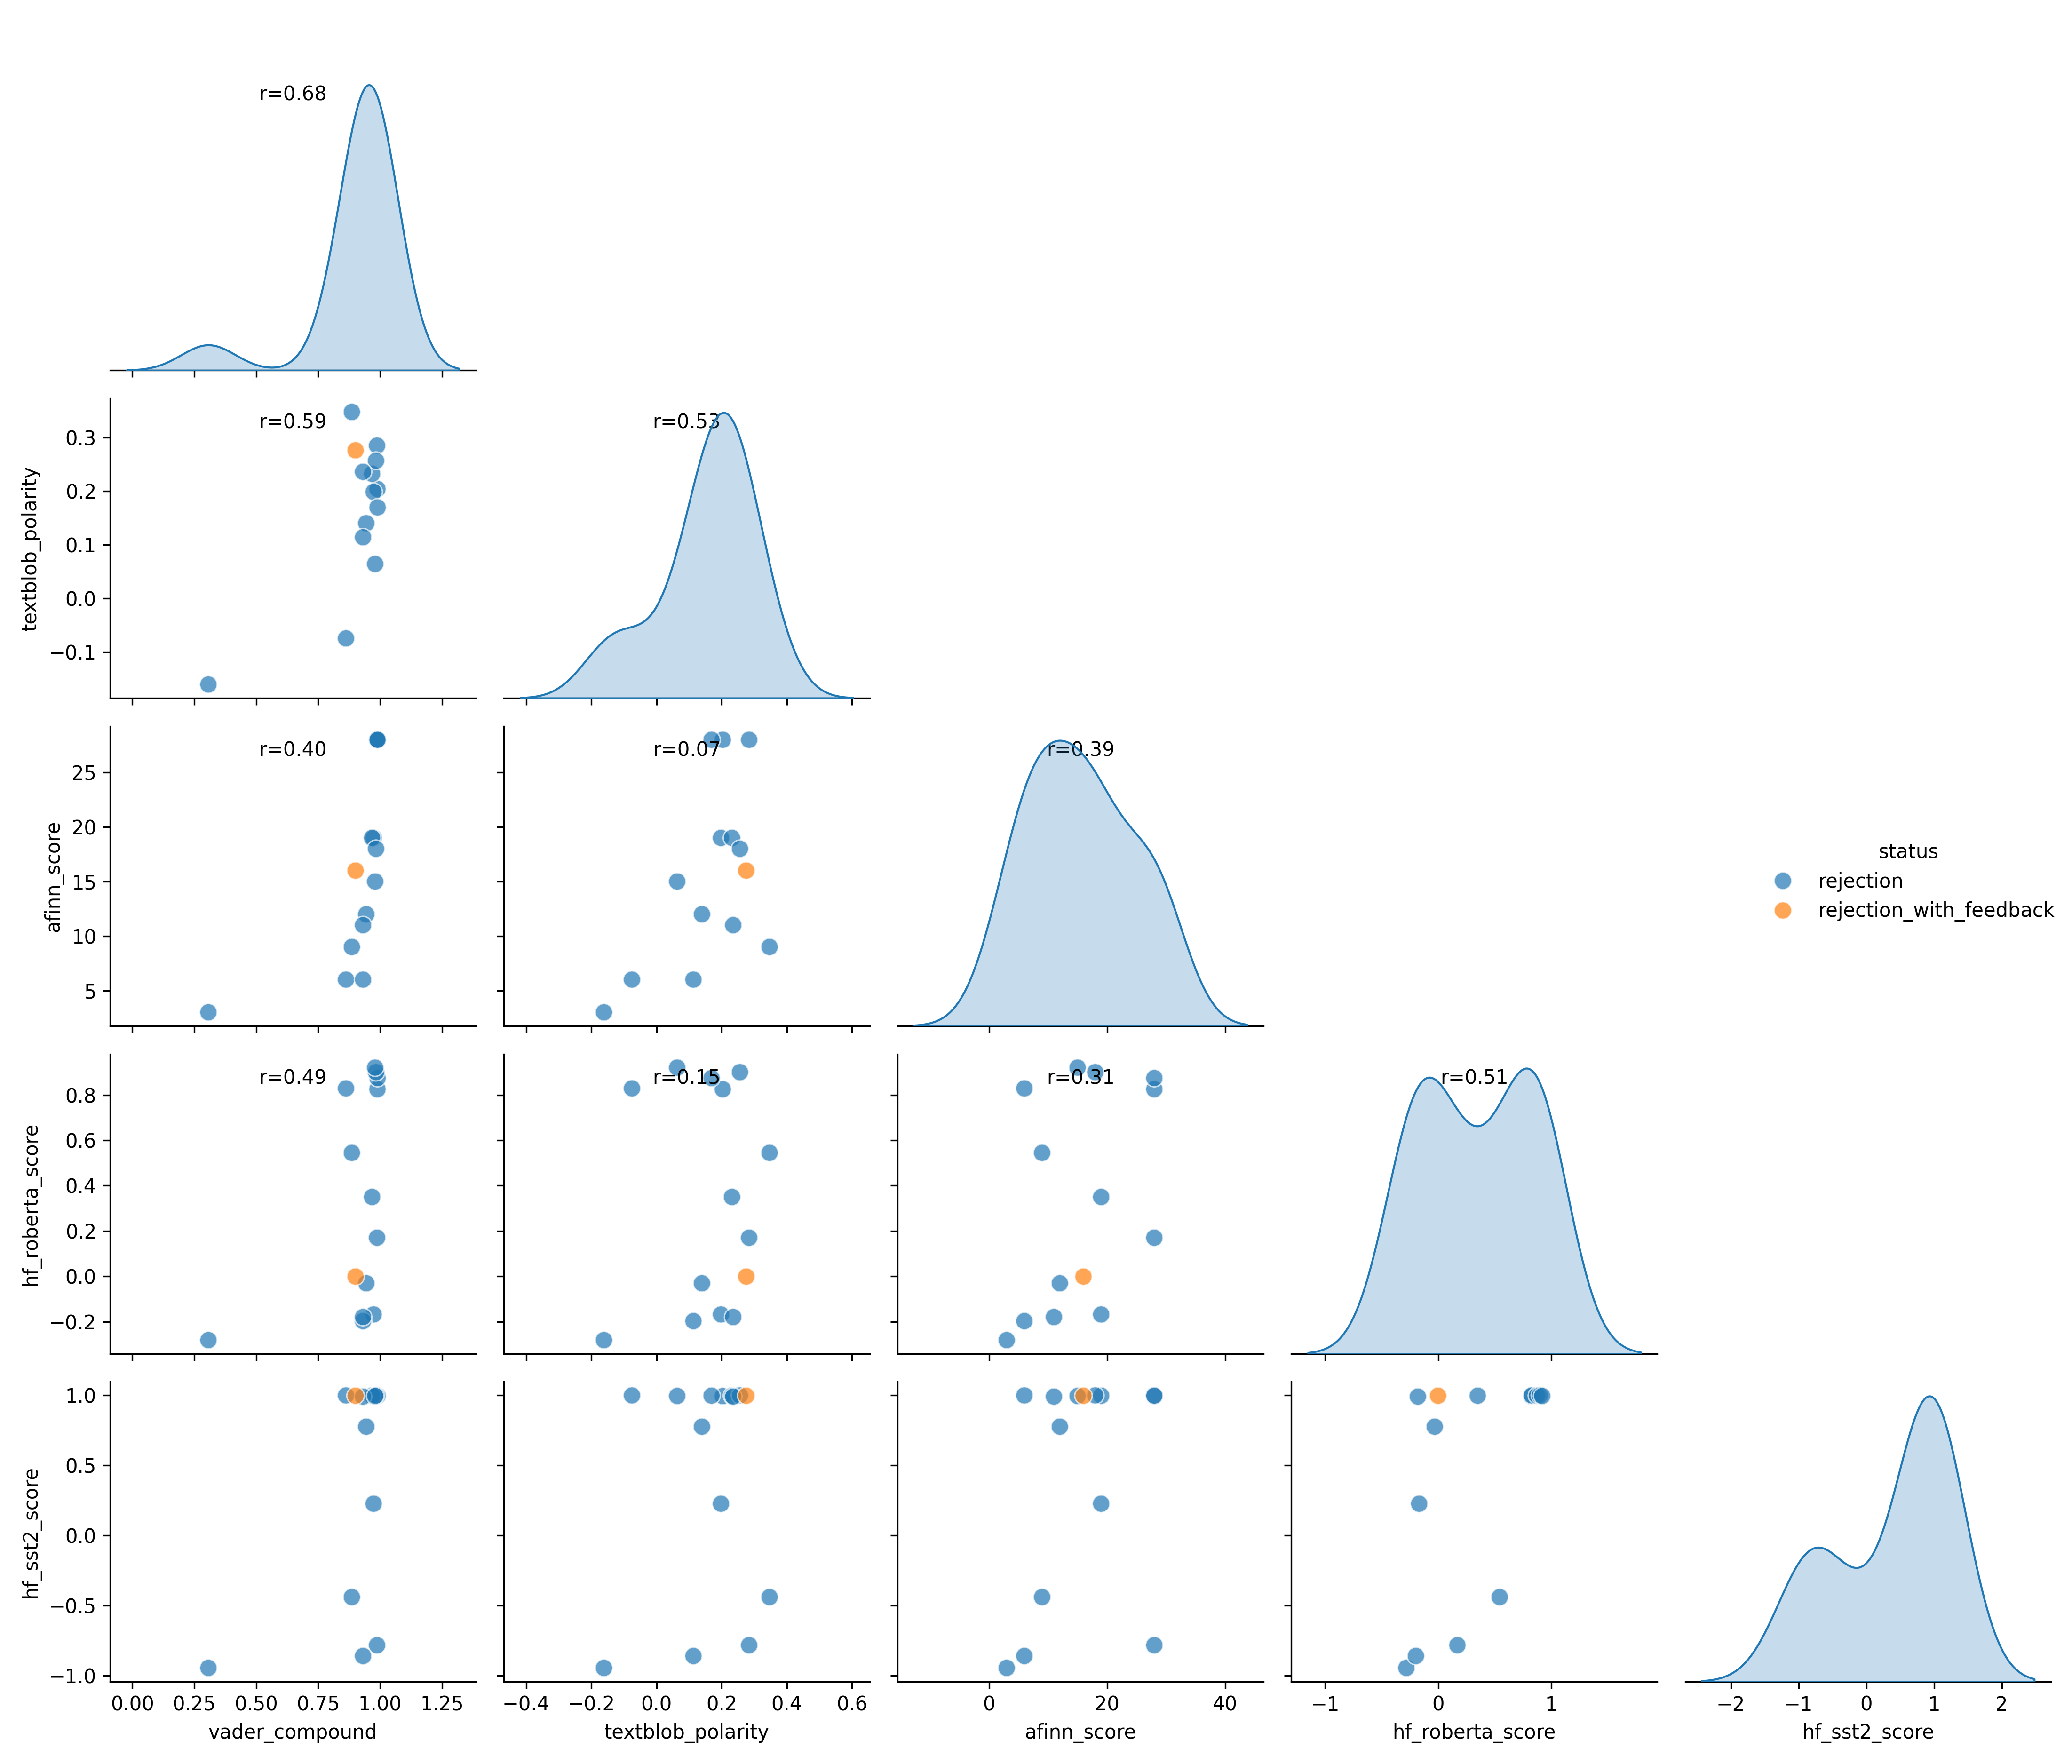 r=0.68
r=0.59
r=0.53
0.3
0.2
0.1
0.0
−0.1
textblob_polarity
r=0.40
r=0.07
r=0.39
25
20
15
10
5
afinn_score
status
rejection
rejection_with_feedback
r=0.49
r=0.15
r=0.31
r=0.51
0.8
0.6
0.4
0.2
0.0
−0.2
hf_roberta_score
1.0
0.5
0.0
−0.5
−1.0
hf_sst2_score
0.00 0.25 0.50 0.75 1.00 1.25
−0.4 −0.2 0.0 0.2 0.4 0.6
0 20 40
−1 0 1
−2 −1 0 1 2
vader_compound
textblob_polarity
afinn_score
hf_roberta_score
hf_sst2_score